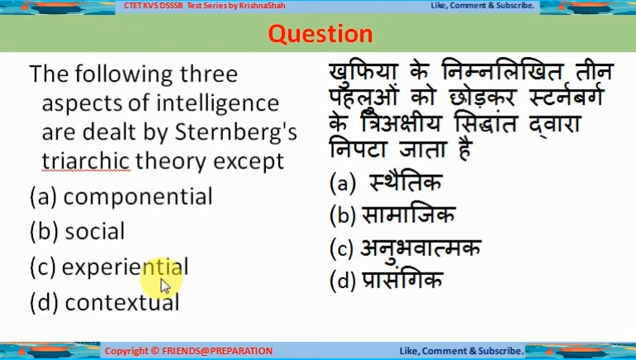 CTET KVS DSSSB Test Series by KrishnaShah Like, Comment & Subscribe.
Question
The following three
aspects of intelligence
are dealt by Sternberg's
triarchic theory except
(a) componential
(b) social
(c) experiential
(d) contextual
खुफिया के निम्नलिखित तीन
पहलुओं को छोड़कर स्टर्नबर्ग
के त्रिअक्षीय सिद्धांत द्वारा
निपटा जाता है
(a) स्थैतिक
(b) सामाजिक
(c) अनुभवात्मक
(d) प्रासंगिक
Copyright © FRIENDS@PREPARATION Like, Comment & Subscribe.